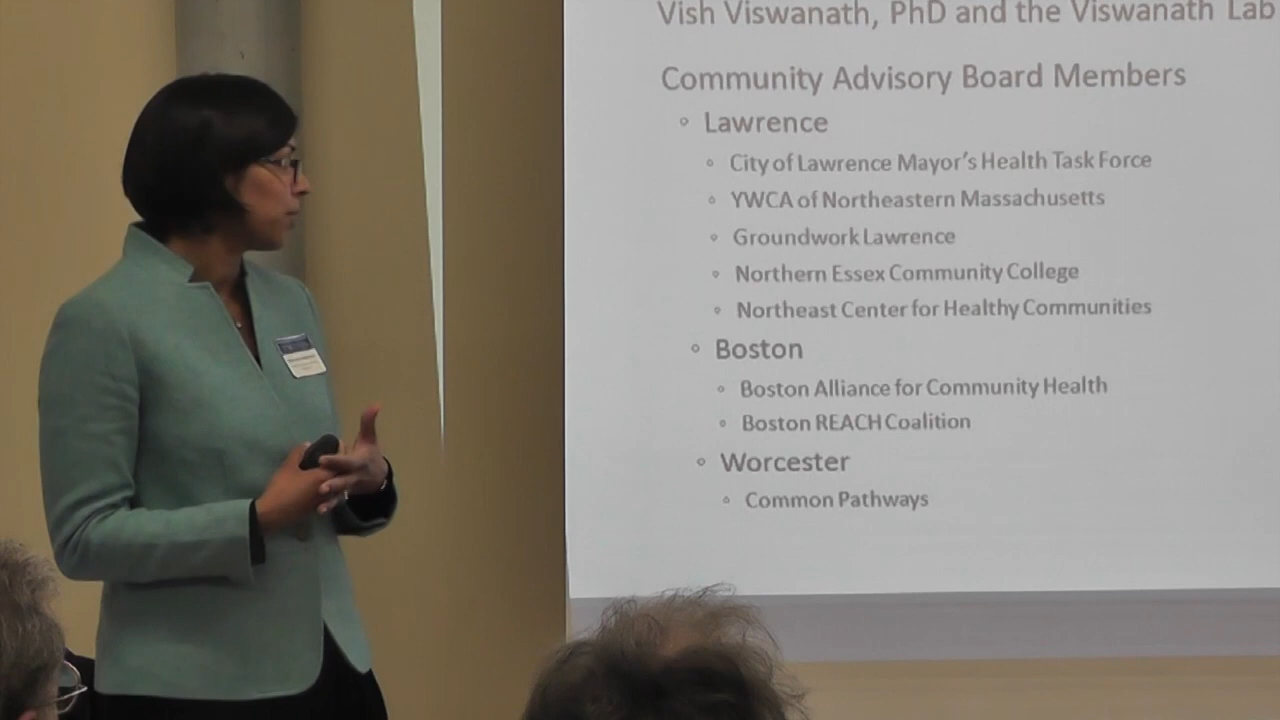 Vish Viswanath, PhD and the Viswanath Lab
Community Advisory Board Members
Lawrence
City of Lawrence Mayor's Health Task Force
YWCA of Northeastern Massachusetts
Groundwork Lawrence
Northern Essex Community College
Northeast Center for Healthy Communities
Boston
Boston Alliance for Community Health
Boston REACH Coalition
Worcester
Common Pathways